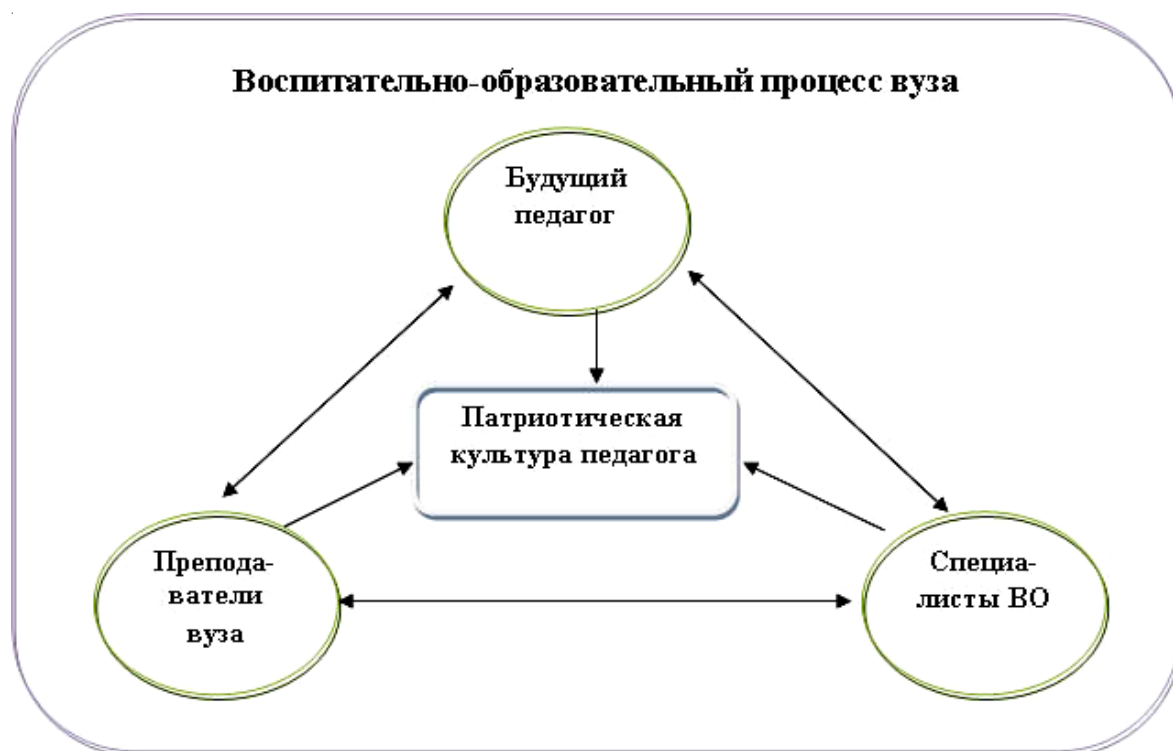 Воспитательно-образовательный процесс вуза
Будущий
педагог
Патриотическая
культура педагога
Препода-
ватели
вуза
Специа-
листы ВО